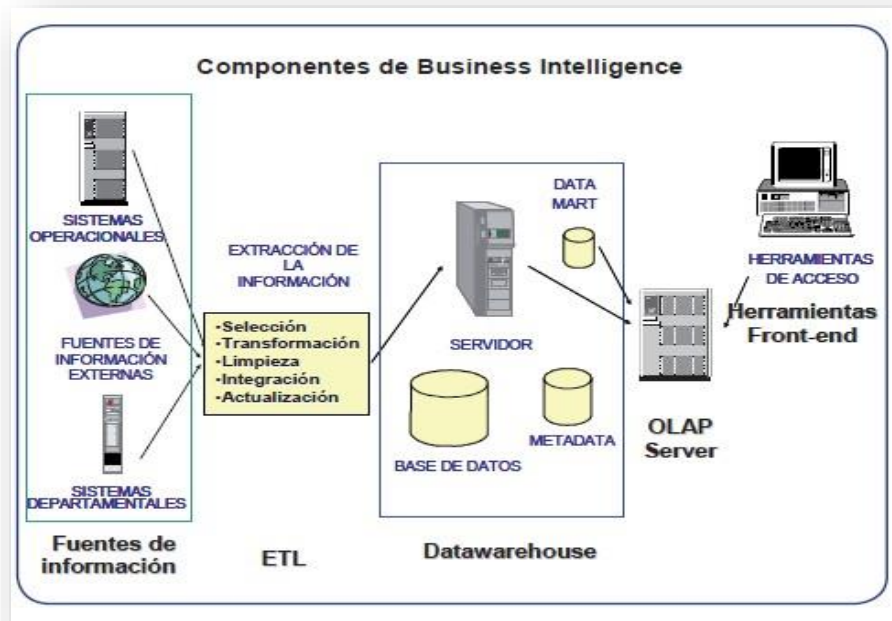 Componentes de Business Intelligence
SISTEMAS
OPERACIONALES
FUENTES DE
INFORMACIÓN
EXTERNAS
SISTEMAS
DEPARTAMENTALES
Fuentes de
información
EXTRACCIÓN DE
LA
INFORMACIÓN
•Selección
•Transformación
•Limpieza
•Integración
•Actualización
ETL
DATA
MART
SERVIDOR
BASE DE DATOS
METADATA
Datawarehouse
OLAP
Server
HERRAMIENTAS
DE ACCESO
Herramientas
Front-end